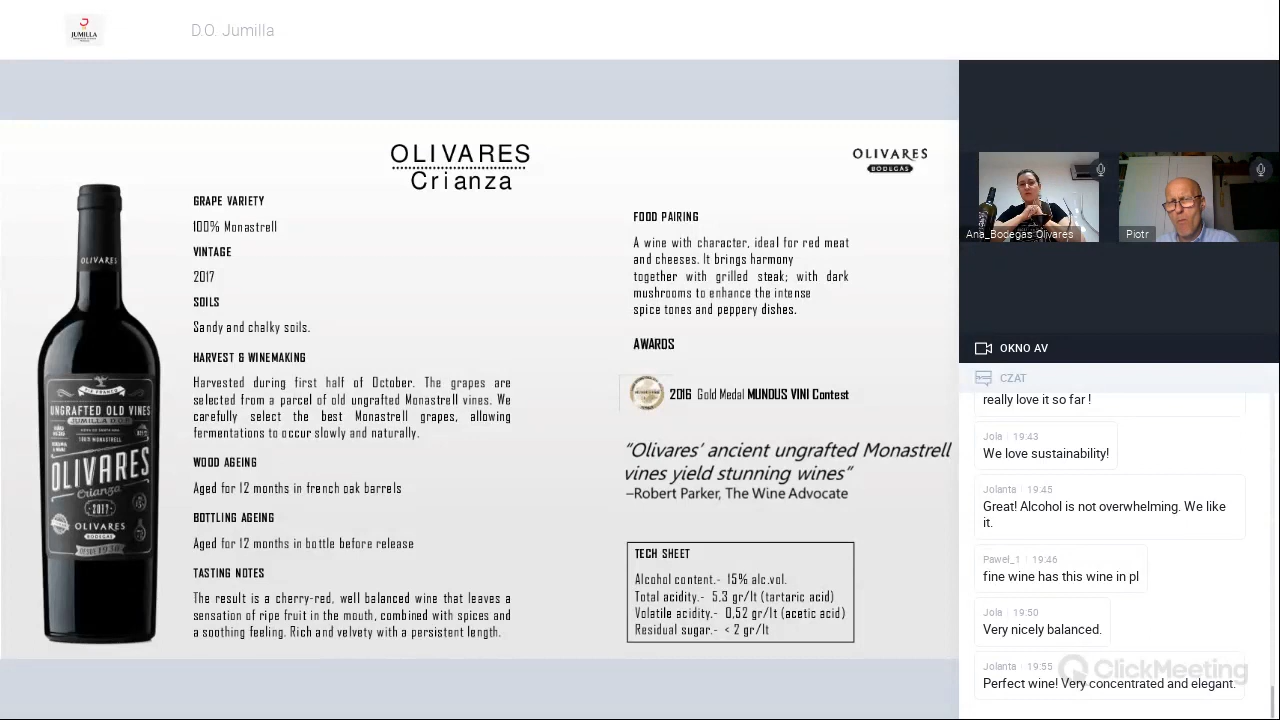 JUMILLA
D.O. Jumilla
OLIVARES
Crianza
OLIVARES
BODEGAS
GRAPE VARIETY
100% Monastrell
VINTAGE
2017
SOILS
Sandy and chalky soils.
HARVEST & WINEMAKING
Harvested during first half of October. The grapes are
selected from a parcel of old ungrafted Monastrell vines. We
carefully select the best Monastrell grapes, allowing
fermentations to occur slowly and naturally.
WOOD AGEING
Aged for 12 months in french oak barrels
BOTTLING AGEING
Aged for 12 months in bottle before release
TASTING NOTES
The result is a cherry-red, well balanced wine that leaves a
sensation of ripe fruit in the mouth, combined with spices and
a soothing feeling. Rich and velvety with a persistent length.
OLIVARES
UNGRAFTED OLD VINES
JUMILLA D.O.P.
100% MONASTRELL
OLIVARES
Crianza
2017
OLIVARES
BODEGAS
FOOD PAIRING
A wine with character, ideal for red meat
and cheeses. It brings harmony
together with grilled steak; with dark
mushrooms to enhance the intense
spice tones and peppery dishes.
AWARDS
2016 Gold Medal MUNDUS VINI Contest
“Olivares’ ancient ungrafted Monastrell
vines yield stunning wines”
–Robert Parker, The Wine Advocate
TECH SHEET
Alcohol content.- 15% alc.vol.
Total acidity.- 5.3 gr/lt (tartaric acid)
Volatile acidity.- 0,52 gr/lt (acetic acid)
Residual sugar.- < 2 gr/lt
Ana_Bodegas Olivares
Piotr
OKNO AV
CZAT
really love it so far !
Jola 19:43
We love sustainability!
Jolanta 19:45
Great! Alcohol is not overwhelming. We like
it.
Pawel_1 19:46
fine wine has this wine in pl
Jola 19:50
Very nicely balanced.
Jolanta 19:55
Perfect wine! Very concentrated and elegant.
ClickMeeting